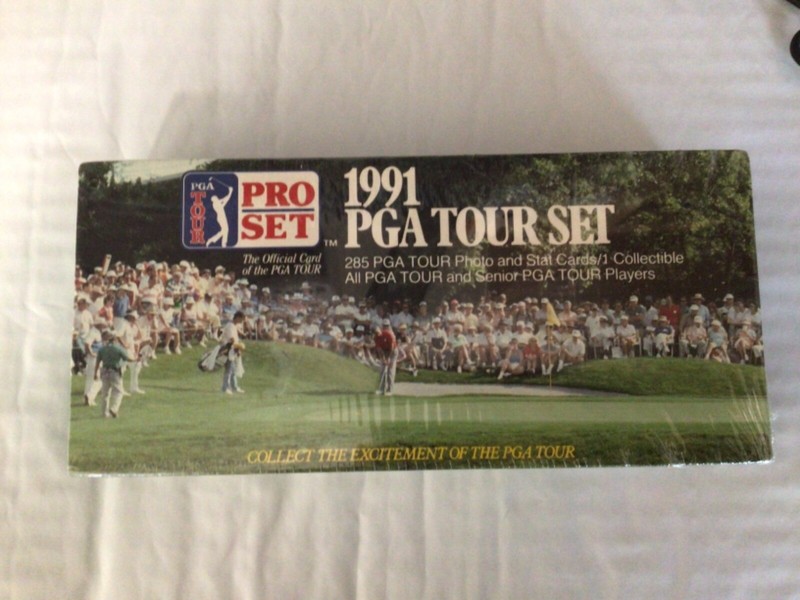 PGA
TOUR
PRO
SET
™
The Official Card
of the PGA TOUR
1991
PGA TOUR SET
285 PGA TOUR Photo and Stat Cards/1 Collectible
All PGA TOUR and Senior PGA TOUR Players
COLLECT THE EXCITEMENT OF THE PGA TOUR